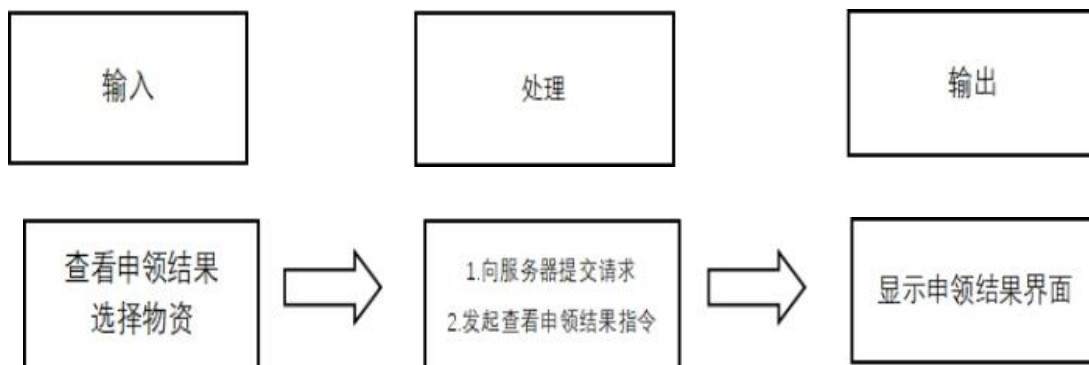 输入
处理
输出
查看申领结果
选择物资
1.向服务器提交请求
2.发起查看申领结果指令
显示申领结果界面